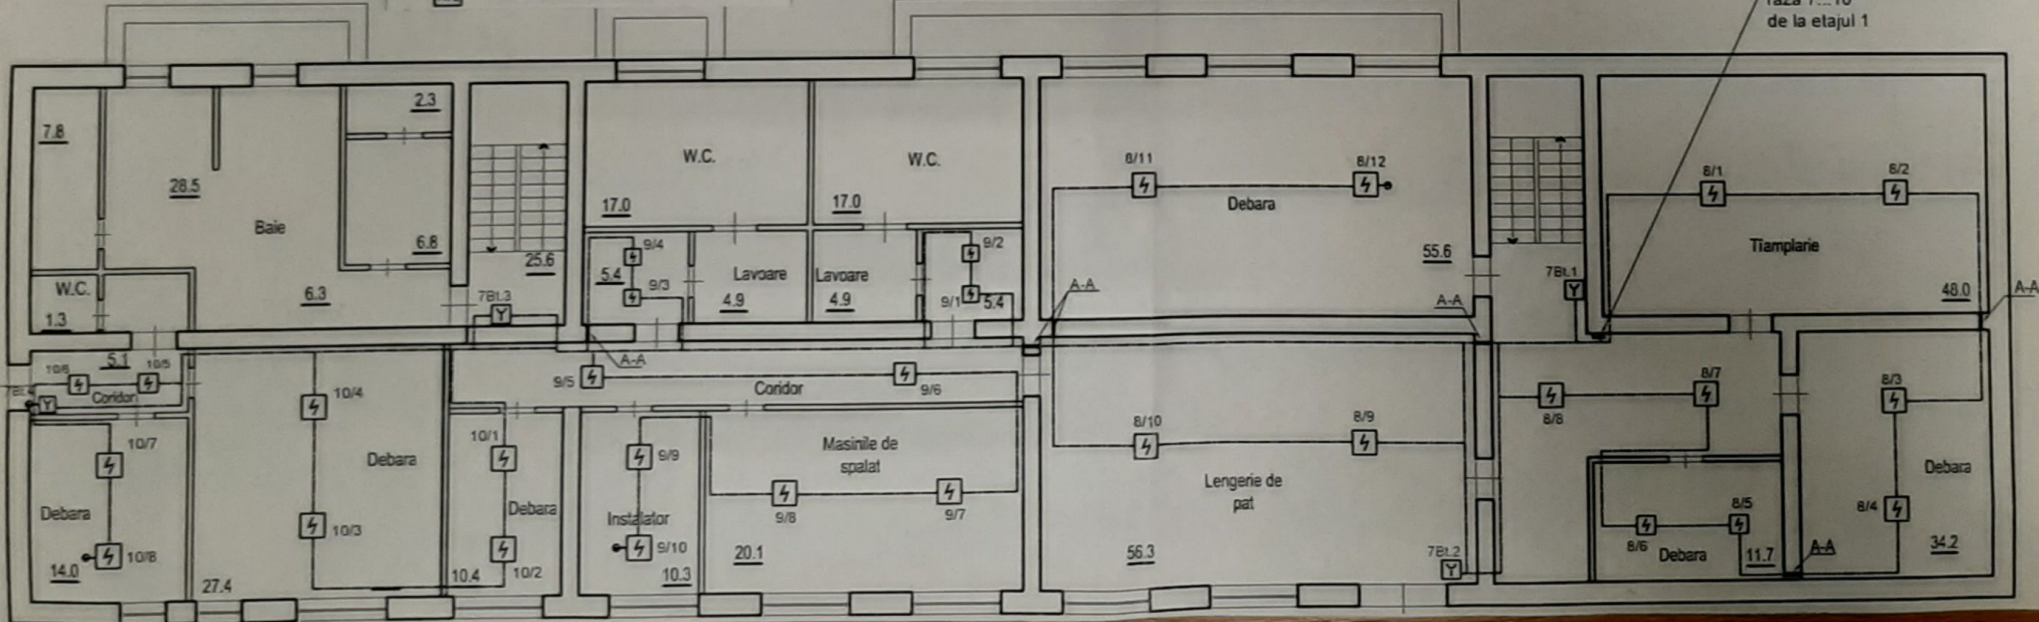 de la etajul 1
7.8
2.3
28.5
Baie
6.8
W.C.
1.3
6.3
25.6
7Bt.3
W.C.
17.0
W.C.
17.0
9/4
5.4
9/3
Lavoare
4.9
Lavoare
4.9
9/2
9/1
5.4
8/11
8/12
Debara
55.6
A-A
A-A
7Bt.1
8/1
8/2
Tiamplarie
48.0
A-A
5.1
10/6
10/5
Coridor
10/4
10/3
Debara
27.4
10/7
Debara
10/8
14.0
10/1
Debara
10/2
10.4
A-A
9/5
Coridor
9/6
9/9
Instalator
9/10
10.3
Masinile de
spalat
9/8
9/7
20.1
8/10
8/9
Lengerie de
pat
56.3
7Bt.2
8/8
8/7
8/5
8/6
Debara
11.7
A-A
8/3
Debara
8/4
34.2